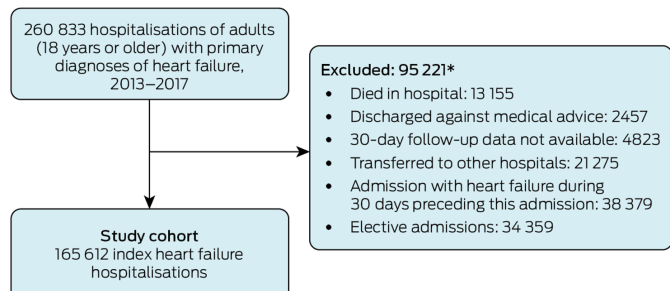 260 833 hospitalisations of adults
(18 years or older) with primary
diagnoses of heart failure,
2013–2017
Excluded: 95 221*
• Died in hospital: 13 155
• Discharged against medical advice: 2457
• 30-day follow-up data not available: 4823
• Transferred to other hospitals: 21 275
• Admission with heart failure during
30 days preceding this admission: 38 379
• Elective admissions: 34 359
Study cohort
165 612 index heart failure
hospitalisations